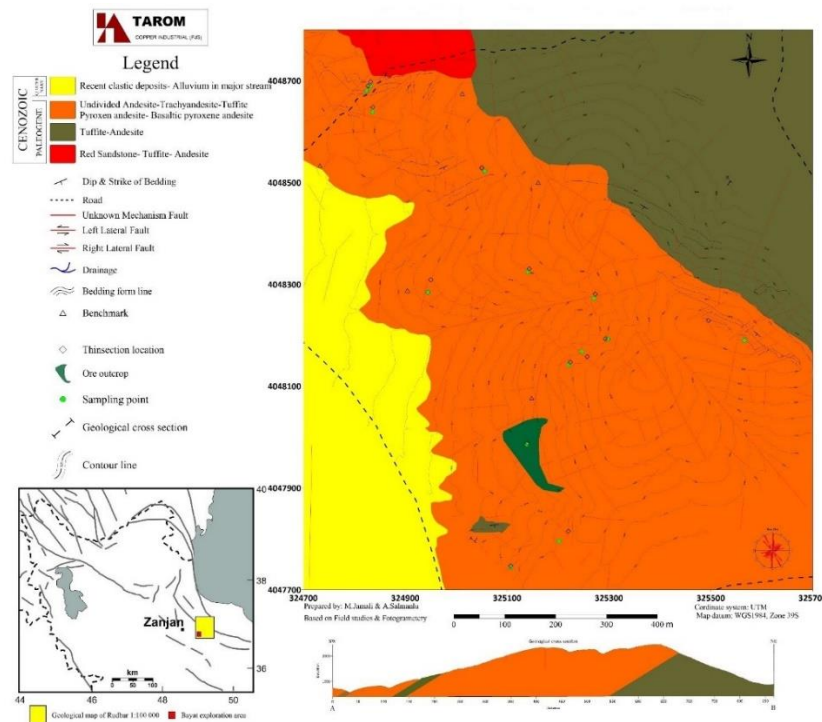 TAROM
COPPER INDUSTRIAL (PJS)
Legend
CENOZOIC
PALEOGENE
Recent clastic deposits- Alluvium in major stream
Undivided Andesite-Trachyandesite-Tuffite
Pyroxen andesite- Basaltic pyroxene andesite
Tuffite-Andesite
Red Sandstone- Tuffite- Andesite
Dip & Strike of Bedding
Road
Unknown Mechanism Fault
Left Lateral Fault
Right Lateral Fault
Drainage
Bedding form line
Benchmark
Thinsection location
Ore outcrop
Sampling point
Geological cross section
Contour line
4048700
4048500
4048300
4048100
4047900
4047700
324700
324900
325100
325300
325500
32570
Prepared by: M.Jamali & A.Salmanlu
Based on Field studies & Fotogrametry
Cordinate system: UTM
Map datum: WGS1984, Zone 39S
0 100 200 300 400 m
Geological cross section
A
B
40
38
36
44
46
48
50
Zanjan
km
0 50 100
Geological map of Rudbar 1:100 000
Bayat exploration area